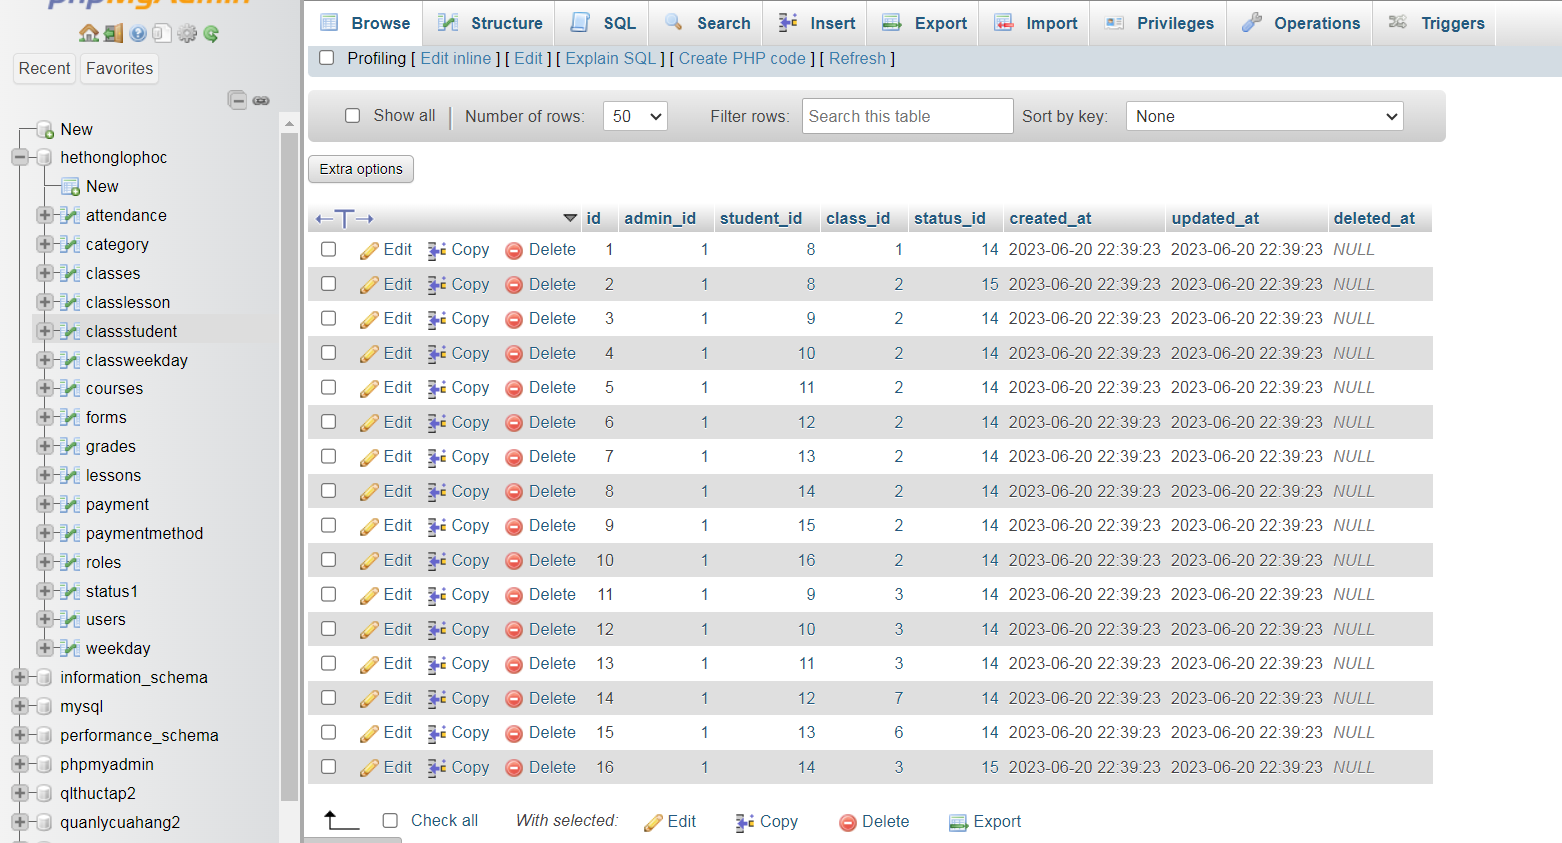 phpMyAdmin
Recent Favorites
New
hethonglophoc
New
attendance
category
classes
classlesson
classstudent
classweekday
courses
forms
grades
lessons
payment
paymentmethod
roles
status1
users
weekday
information_schema
mysql
performance_schema
phpmyadmin
qlthuctap2
quanlycuahang2
Browse Structure SQL Search Insert Export Import Privileges Operations Triggers
Profiling [ Edit inline ] [ Edit ] [ Explain SQL ] [ Create PHP code ] [ Refresh ]
Show all | Number of rows: 50 Filter rows: Search this table Sort by key: None
Extra options
←T→ id admin_id student_id class_id status_id created_at updated_at deleted_at
Edit Copy Delete 1 1 8 1 14 2023-06-20 22:39:23 2023-06-20 22:39:23 NULL
Edit Copy Delete 2 1 8 2 15 2023-06-20 22:39:23 2023-06-20 22:39:23 NULL
Edit Copy Delete 3 1 9 2 14 2023-06-20 22:39:23 2023-06-20 22:39:23 NULL
Edit Copy Delete 4 1 10 2 14 2023-06-20 22:39:23 2023-06-20 22:39:23 NULL
Edit Copy Delete 5 1 11 2 14 2023-06-20 22:39:23 2023-06-20 22:39:23 NULL
Edit Copy Delete 6 1 12 2 14 2023-06-20 22:39:23 2023-06-20 22:39:23 NULL
Edit Copy Delete 7 1 13 2 14 2023-06-20 22:39:23 2023-06-20 22:39:23 NULL
Edit Copy Delete 8 1 14 2 14 2023-06-20 22:39:23 2023-06-20 22:39:23 NULL
Edit Copy Delete 9 1 15 2 14 2023-06-20 22:39:23 2023-06-20 22:39:23 NULL
Edit Copy Delete 10 1 16 2 14 2023-06-20 22:39:23 2023-06-20 22:39:23 NULL
Edit Copy Delete 11 1 9 3 14 2023-06-20 22:39:23 2023-06-20 22:39:23 NULL
Edit Copy Delete 12 1 10 3 14 2023-06-20 22:39:23 2023-06-20 22:39:23 NULL
Edit Copy Delete 13 1 11 3 14 2023-06-20 22:39:23 2023-06-20 22:39:23 NULL
Edit Copy Delete 14 1 12 7 14 2023-06-20 22:39:23 2023-06-20 22:39:23 NULL
Edit Copy Delete 15 1 13 6 14 2023-06-20 22:39:23 2023-06-20 22:39:23 NULL
Edit Copy Delete 16 1 14 3 15 2023-06-20 22:39:23 2023-06-20 22:39:23 NULL
Check all With selected: Edit Copy Delete Export